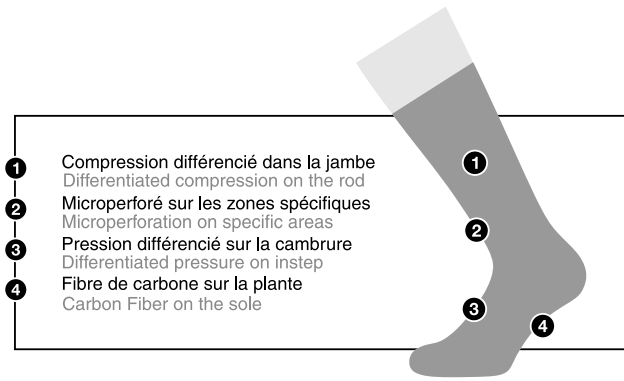 1 Compression différencié dans la jambe
Differentiated compression on the rod
2 Microperforé sur les zones spécifiques
Microperforation on specific areas
3 Pression différencié sur la cambrure
Differentiated pressure on instep
4 Fibre de carbone sur la plante
Carbon Fiber on the sole
1
2
3
4